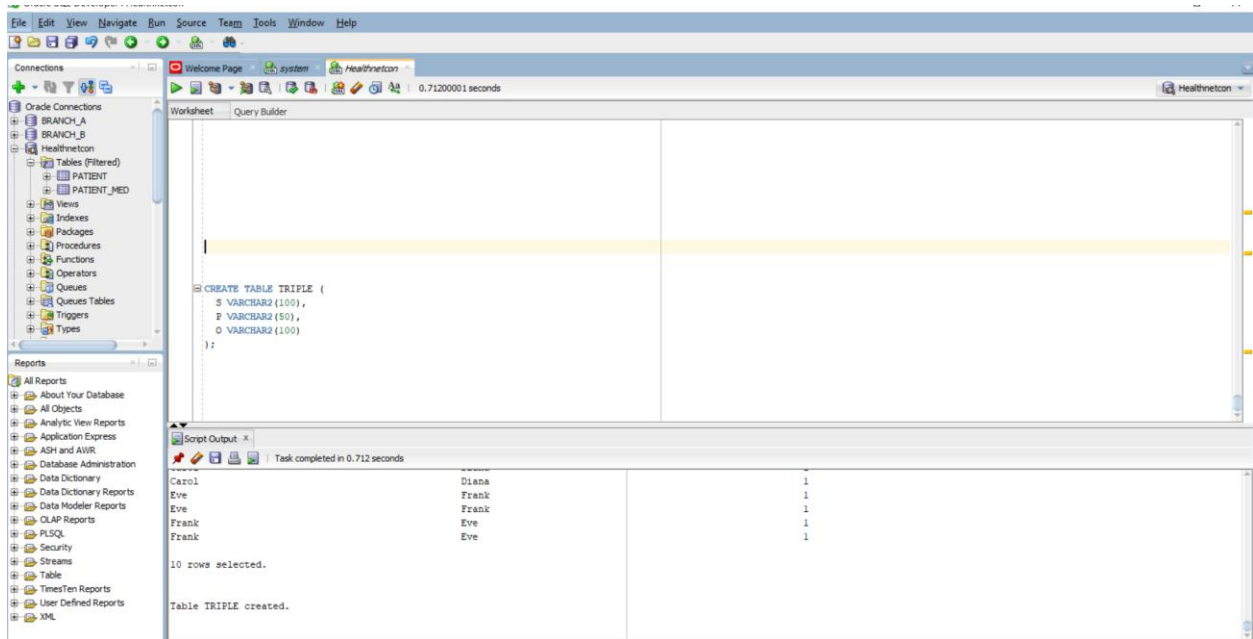 File Edit View Navigate Run Source Team Tools Window Help
Connections
Welcome Page system Healthnetcon
0.71200001 seconds
Healthnetcon
Worksheet Query Builder
Oracle Connections
BRANCH_A
BRANCH_B
Healthnetcon
Tables (Filtered)
PATIENT
PATIENT_MED
Views
Indexes
Packages
Procedures
Functions
Operators
Queues
Queues Tables
Triggers
Types
CREATE TABLE TRIPLE (
S VARCHAR2(100),
P VARCHAR2(50),
O VARCHAR2(100)
);
Reports
All Reports
About Your Database
All Objects
Analytic View Reports
Application Express
ASH and AWR
Database Administration
Data Dictionary
Data Dictionary Reports
Data Modeler Reports
OLAP Reports
PLSQL
Security
Streams
Table
TimesTen Reports
User Defined Reports
XML
Script Output x
Task completed in 0.712 seconds
Carol Diana 1
Eve Frank 1
Eve Frank 1
Frank Eve 1
Frank Eve 1
10 rows selected.
Table TRIPLE created.